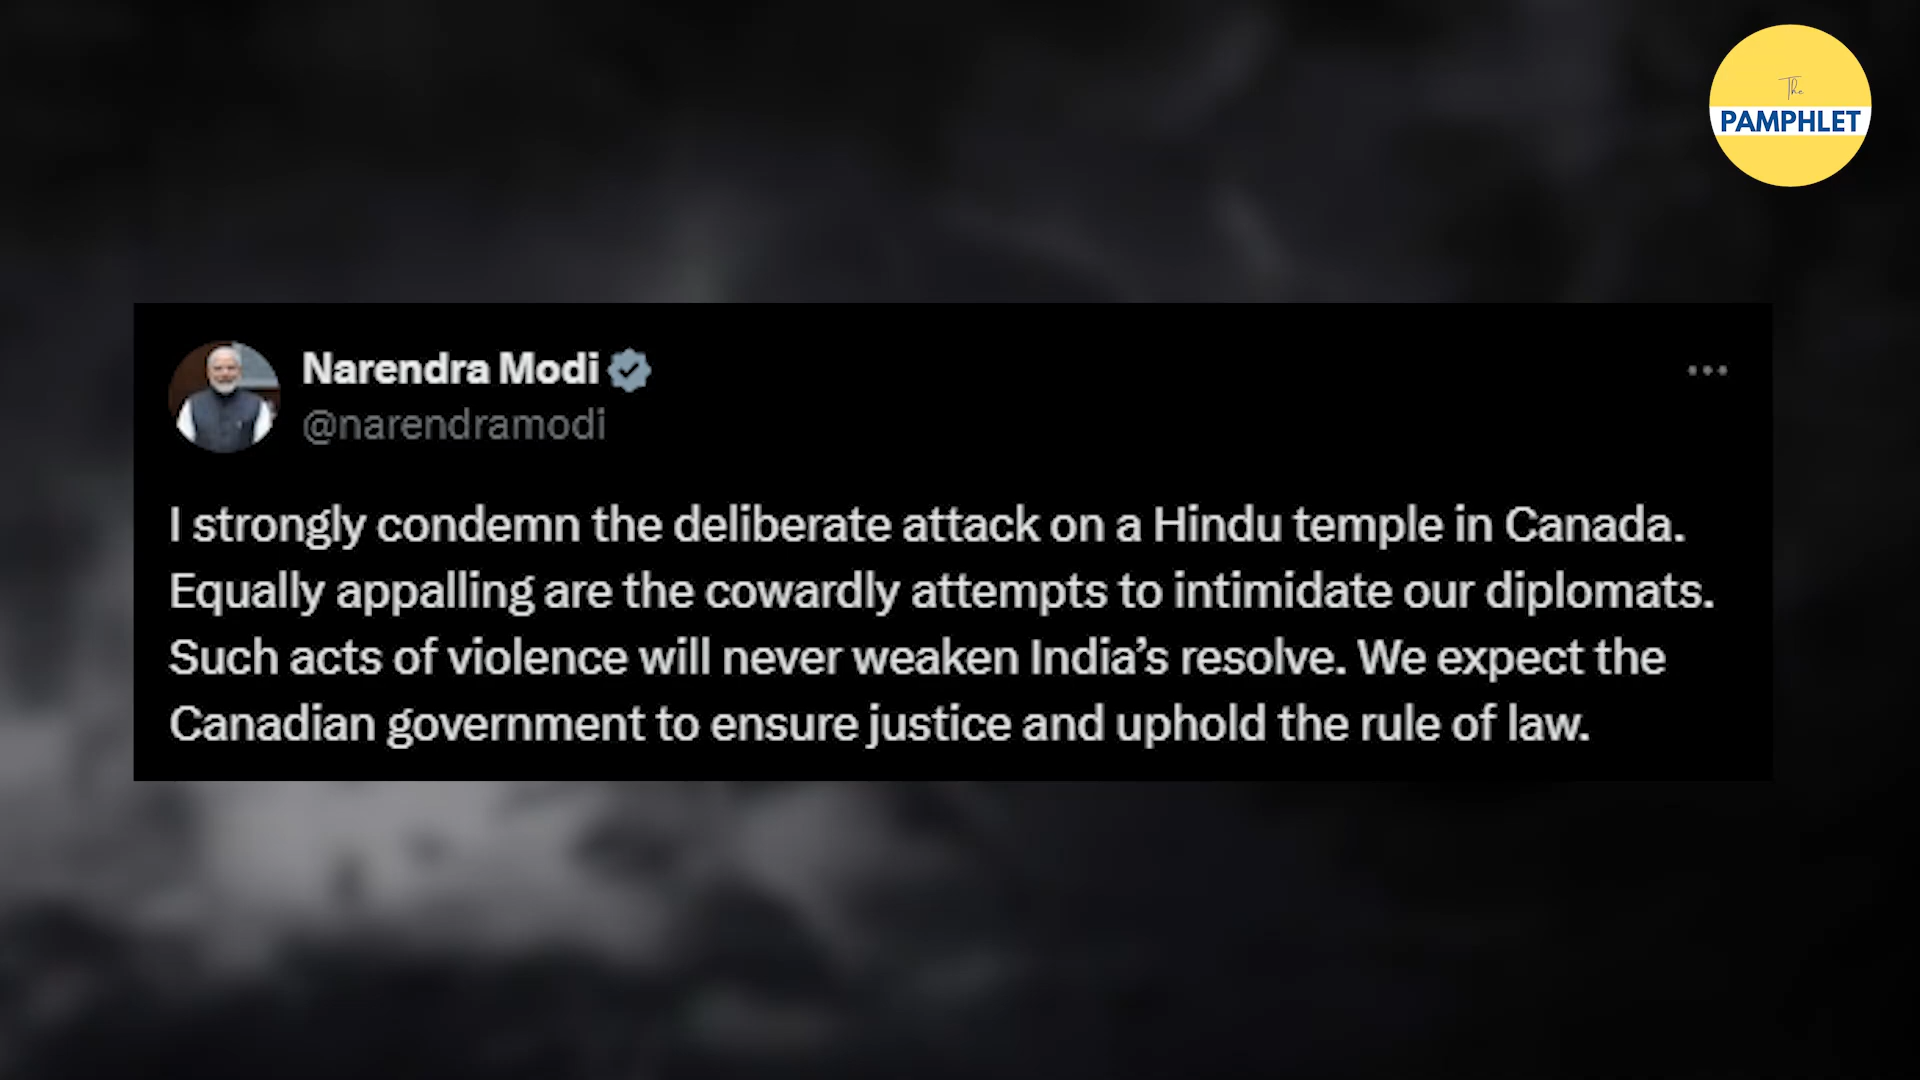 The
PAMPHLET
Narendra Modi
@narendramodi
I strongly condemn the deliberate attack on a Hindu temple in Canada.
Equally appalling are the cowardly attempts to intimidate our diplomats.
Such acts of violence will never weaken India’s resolve. We expect the
Canadian government to ensure justice and uphold the rule of law.